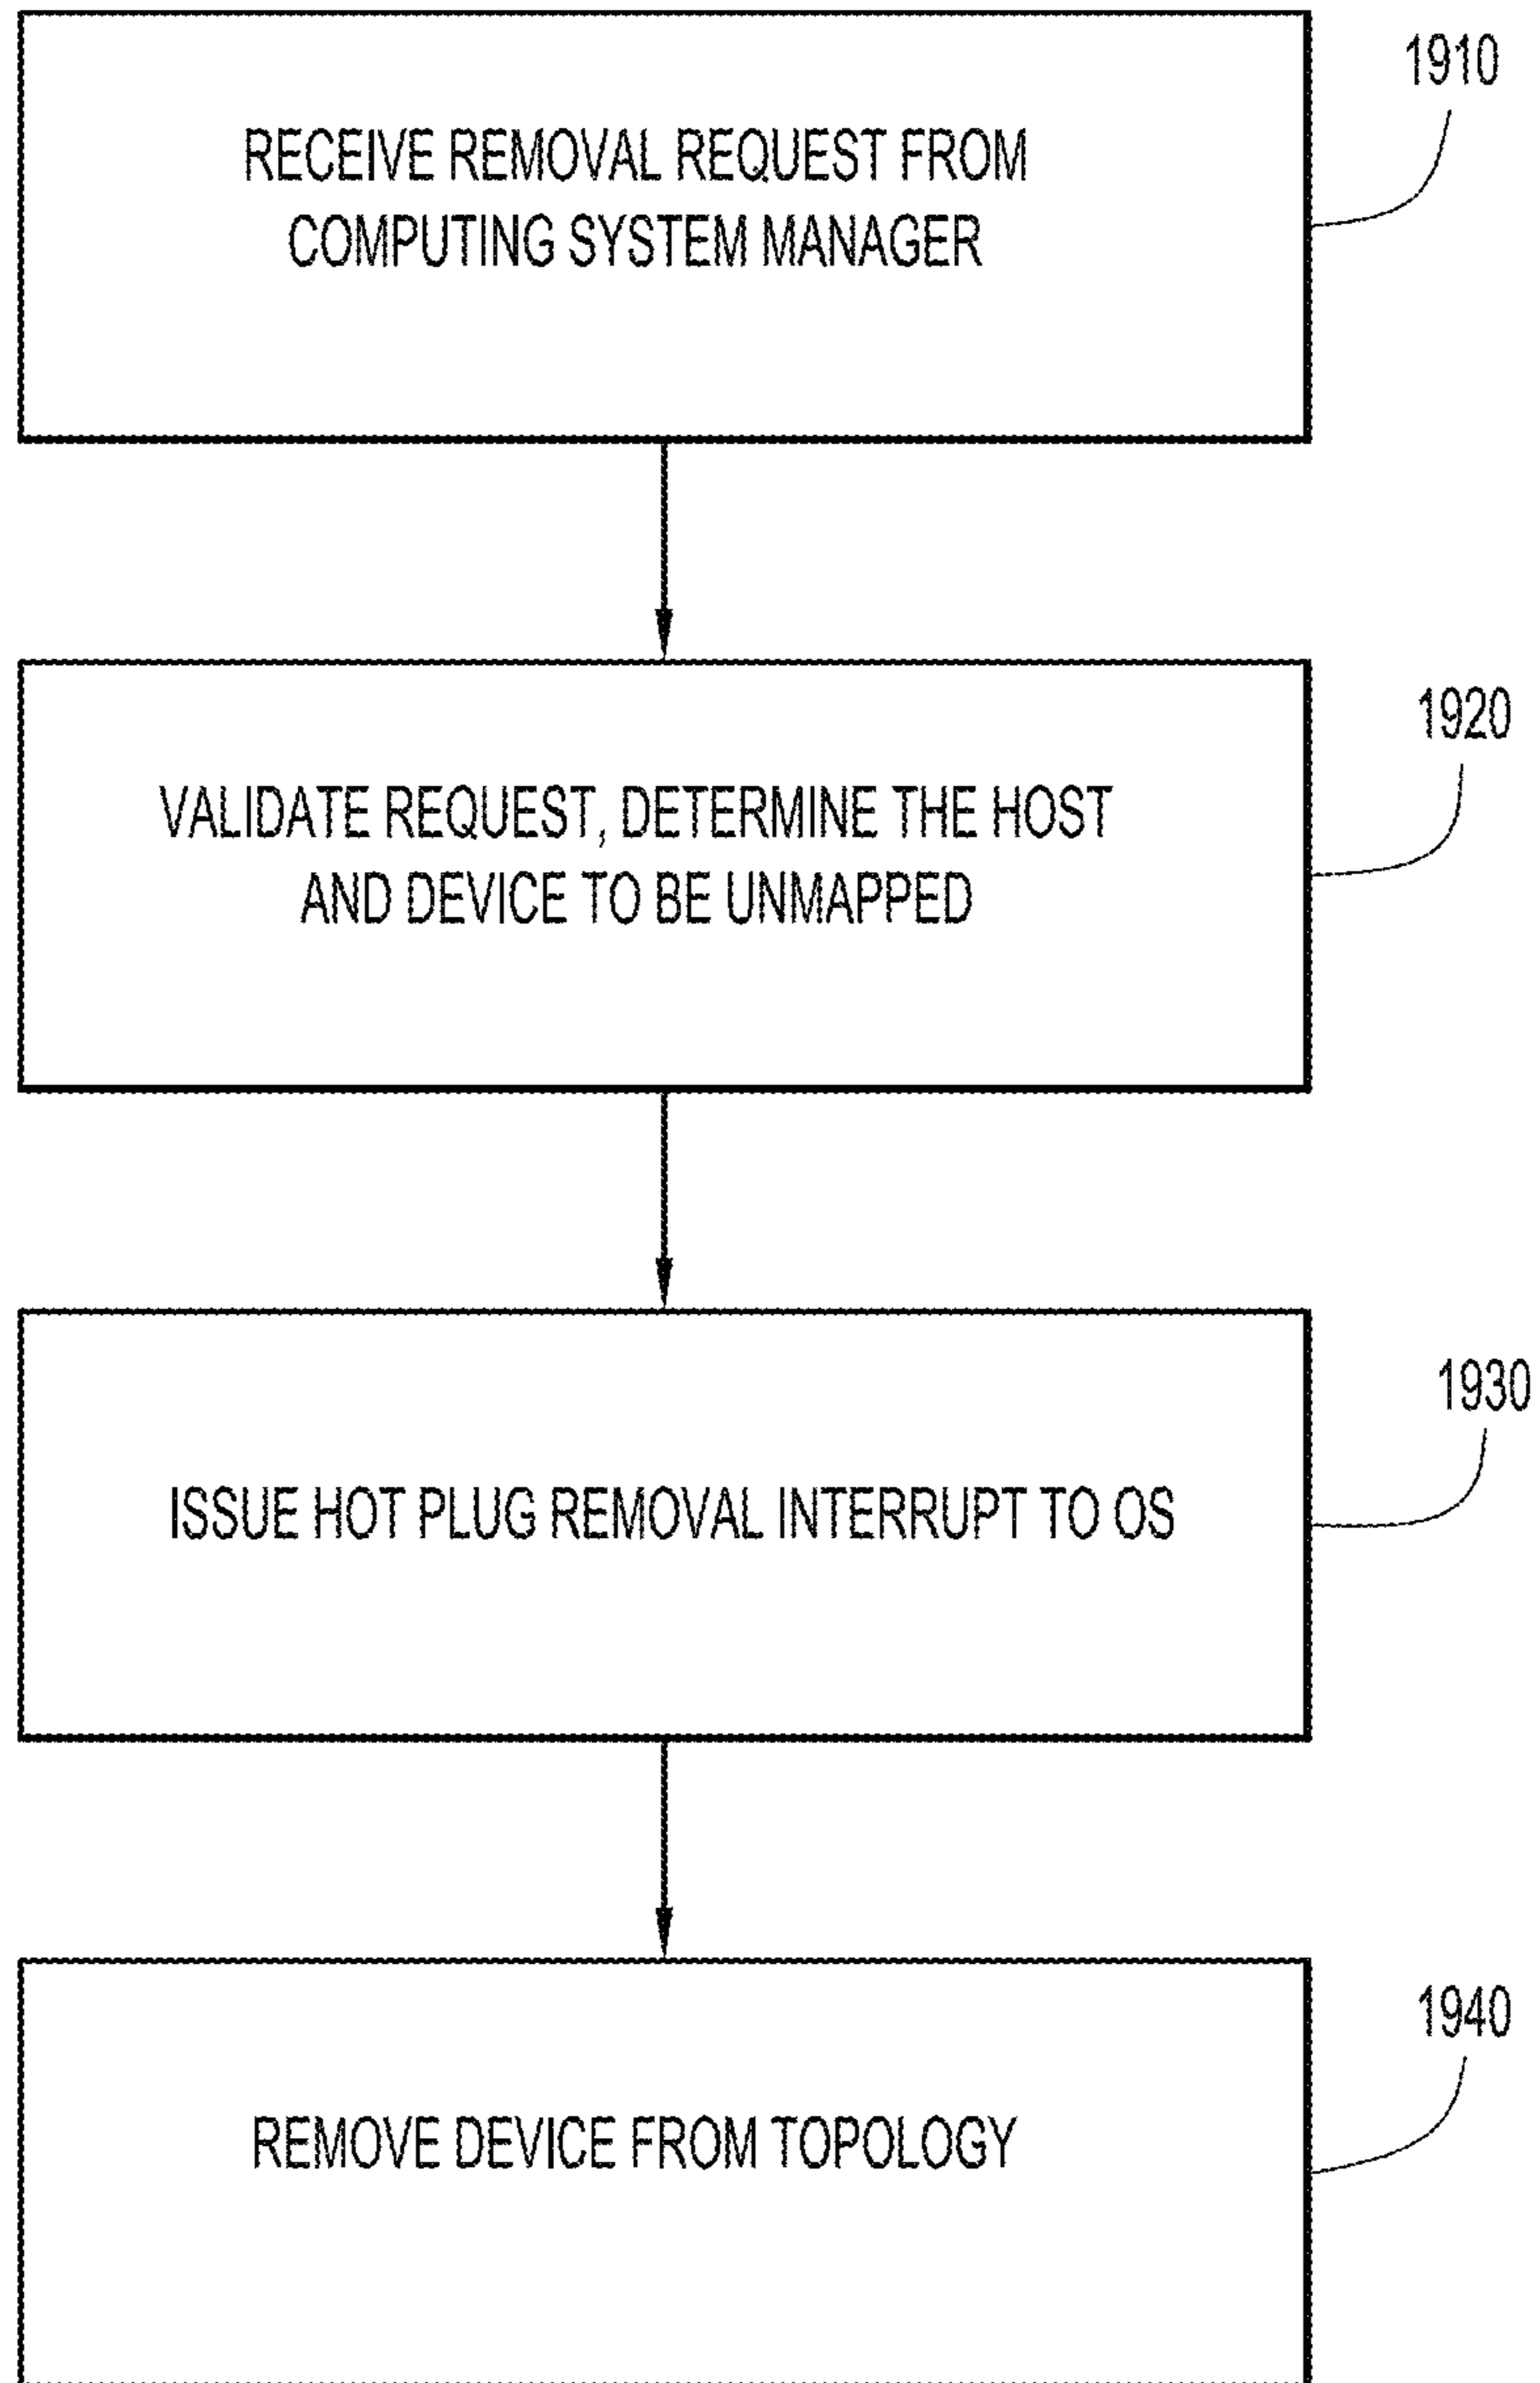 RECEIVE REMOVAL REQUEST FROM
COMPUTING SYSTEM MANAGER
1910
VALIDATE REQUEST, DETERMINE THE HOST
AND DEVICE TO BE UNMAPPED
1920
ISSUE HOT PLUG REMOVAL INTERRUPT TO OS
1930
REMOVE DEVICE FROM TOPOLOGY
1940